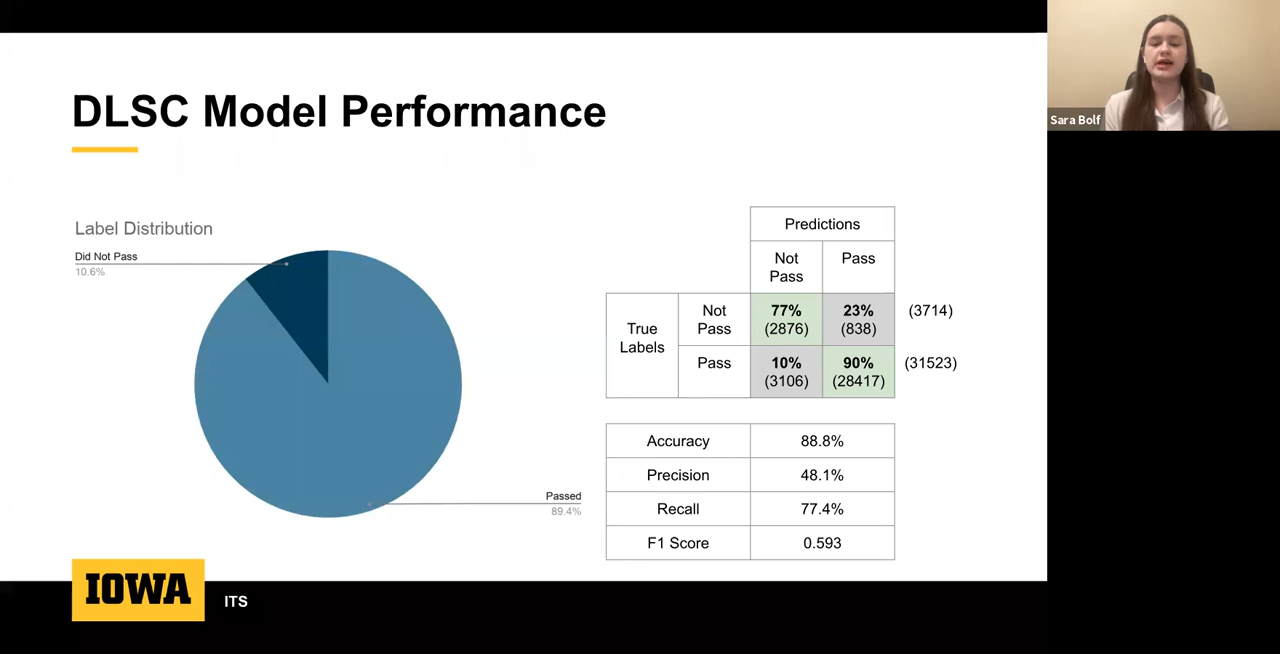 DLSC Model Performance
Sara Bolf
Label Distribution
Did Not Pass
10.6%
Passed
89.4%
Predictions
Not
Pass
Pass
True
Labels
Not
Pass
77%
(2876)
23%
(838)
(3714)
Pass
10%
(3106)
90%
(28417)
(31523)
Accuracy 88.8%
Precision 48.1%
Recall 77.4%
F1 Score 0.593
IOWA
ITS